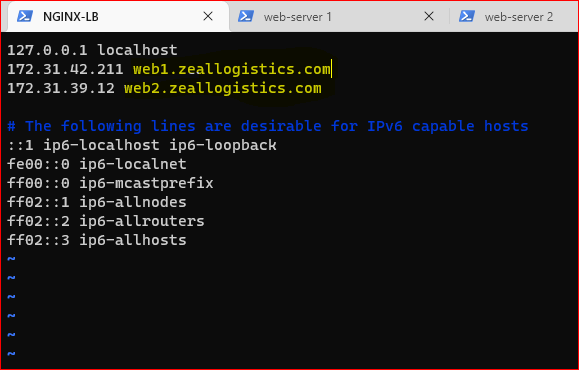 NGINX-LB
web-server 1
web-server 2
127.0.0.1 localhost
172.31.42.211 web1.zeallogistics.com
172.31.39.12 web2.zeallogistics.com
# The following lines are desirable for IPv6 capable hosts
::1 ip6-localhost ip6-loopback
fe00::0 ip6-localnet
ff00::0 ip6-mcastprefix
ff02::1 ip6-allnodes
ff02::2 ip6-allrouters
ff02::3 ip6-allhosts
~
~
~
~
~
~